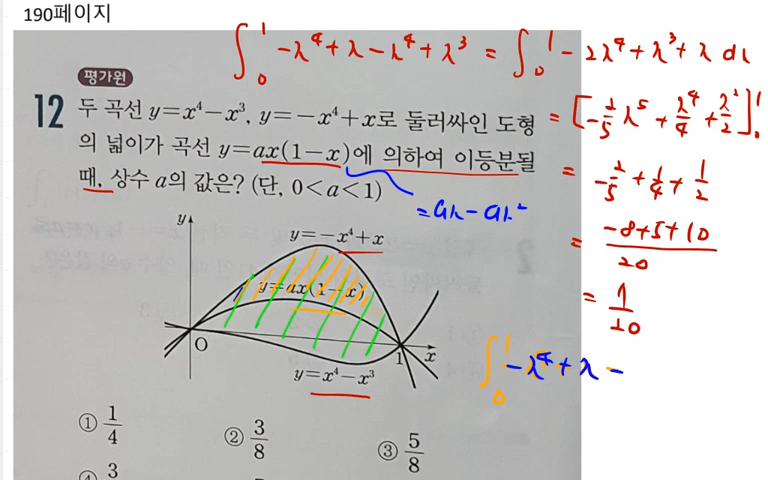 190페이지
∫₀¹ -x⁴+x-x⁴+x³ = ∫₀¹ -2x⁴+x³+x dx
평가원
12 두 곡선 y=x⁴-x³, y=-x⁴+x로 둘러싸인 도형
의 넓이가 곡선 y=ax(1-x)에 의하여 이등분될
때, 상수 a의 값은? (단, 0<a<1)
= [-2/5 x⁵ + x⁴/4 + x²/2]₀¹
= -2/5 + 1/4 + 1/2
=ax-ax²
= (-8+5+10)/20
y
y=-x⁴+x
y=ax(1-x)
O
1
x
y=x⁴-x³
∫₀¹ -x⁴+x-
① 1/4
② 3/8
③ 5/8